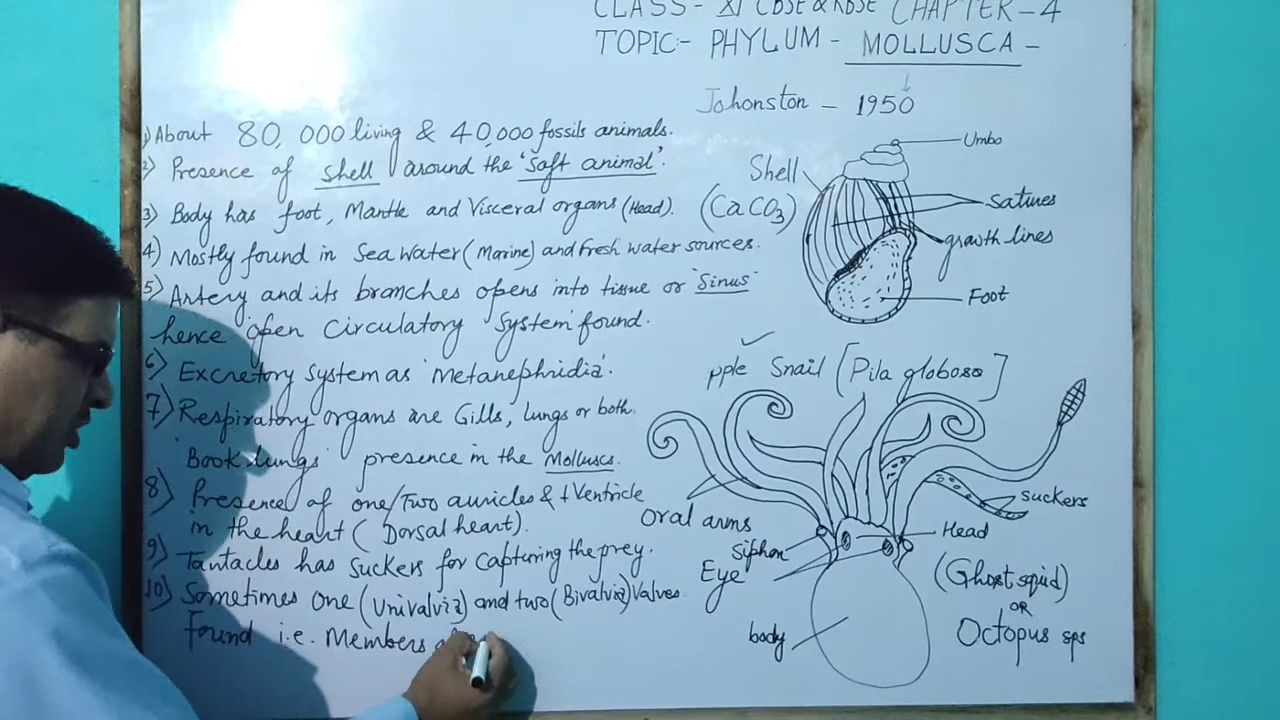 CLASS - XI CBSE & RBSE CHAPTER - 4
TOPIC:- PHYLUM - MOLLUSCA -
Johonston - 1950
1) About 80,000 living & 40,000 fossils animals.
2) Presence of shell around the 'Soft animal'.
3) Body has foot, Mantle and Visceral organs (Head).
4) Mostly found in Sea Water (Marine) and Fresh water sources.
5) Artery and its branches opens into tissue or "Sinus"
hence open Circulatory System found.
6) Excretory System as 'Metanephridia'.
7) Respiratory organs are Gills, lungs or both.
'Book lungs' presence in the Molluscs.
8) Presence of one/Two auricles & 1 Ventricle
in the heart (Dorsal heart).
9) Tantacles has suckers for Capturing the prey.
10) Sometimes One (Univalvia) and two (Bivalvia) Valves
Found i.e. Members
Umbo
Shell
(CaCO3)
Satures
growth lines
Foot
pple Snail [Pila globosa]
Oral arms
suckers
Siphon
Head
Eye
(Ghost squid)
OR
Octopus sps
body